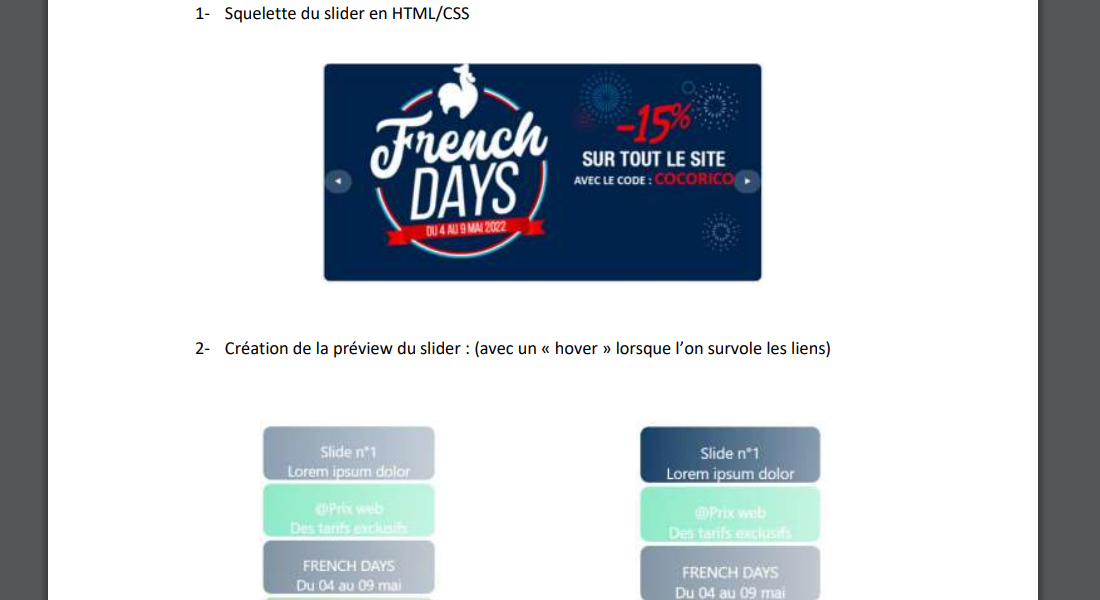 1- Squelette du slider en HTML/CSS
French
DAYS
DU 4 AU 9 MAI 2022
-15%
SUR TOUT LE SITE
AVEC LE CODE : COCORICO
2- Création de la préview du slider : (avec un « hover » lorsque l’on survole les liens)
Slide n°1
Lorem ipsum dolor
@Prix web
Des tarifs exclusifs
FRENCH DAYS
Du 04 au 09 mai
Slide n°1
Lorem ipsum dolor
@Prix web
Des tarifs exclusifs
FRENCH DAYS
Du 04 au 09 mai